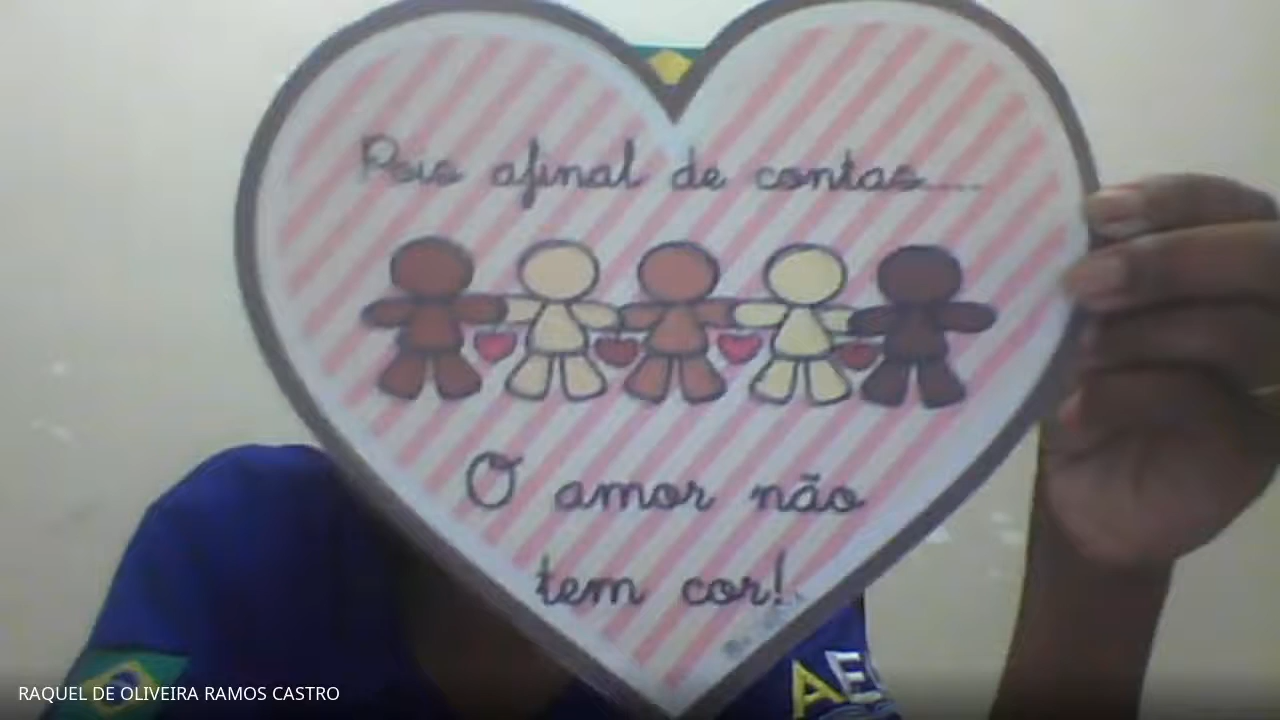 Pois afinal de contas.....
O amor não
tem cor!
RAQUEL DE OLIVEIRA RAMOS CASTRO